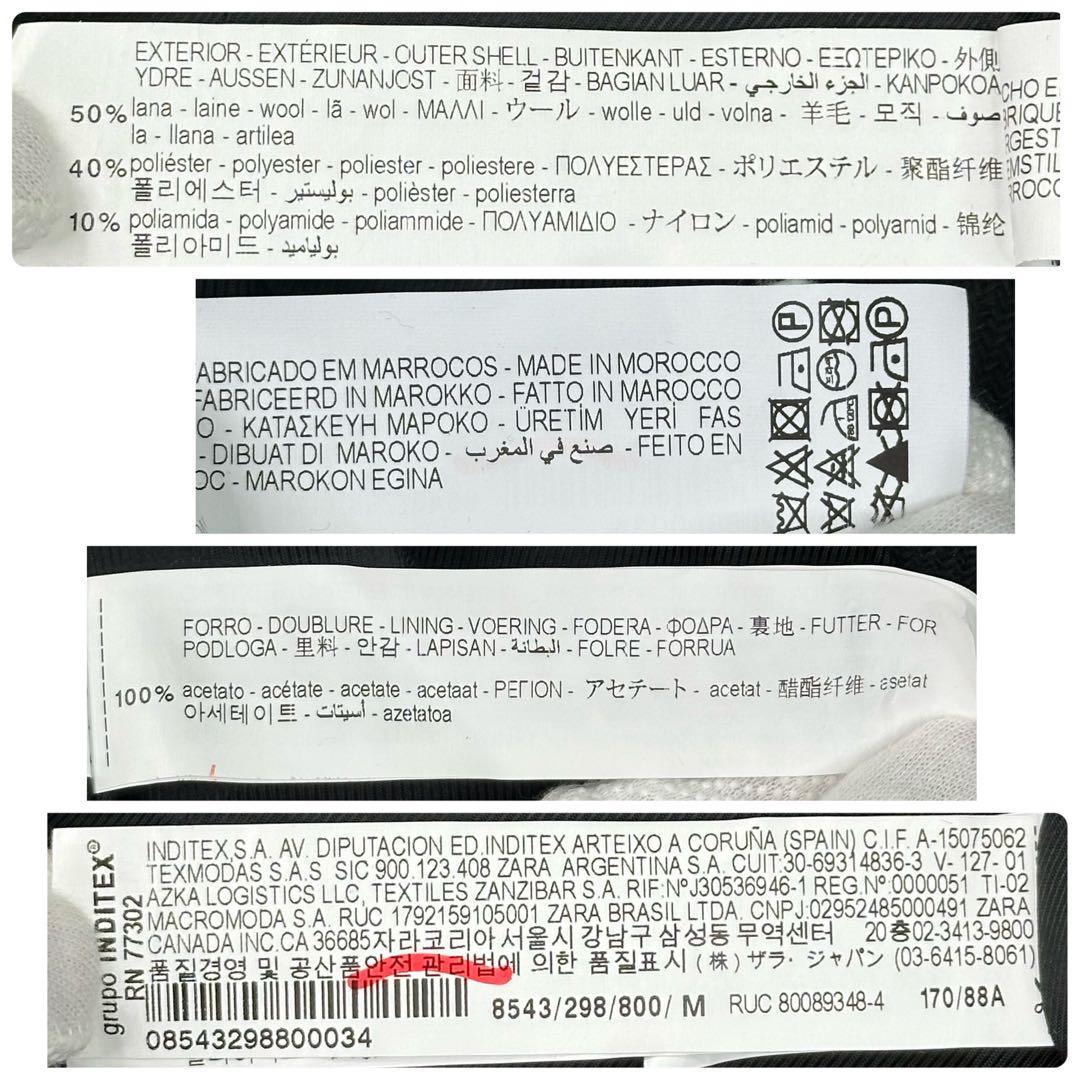 EXTERIOR - EXTÉRIEUR - OUTER SHELL - BUITENKANT - ESTERNO - ΕΞΩΤΕΡΙΚΟ - 外側
YDRE - AUSSEN - ZUNANJOST - 面料 - 겉감 - BAGIAN LUAR - الجزء الخارجي - KANPOKOA
50% lana - laine - wool - lã - wol - ΜΑΛΛΙ - ウール - wolle - uld - volna - 羊毛 - 모직 - صوف
la - llana - artilea
40% poliéster - polyester - poliester - poliestere - ΠΟΛΥΕΣΤΕΡΑΣ - ポリエステル - 聚酯纤维
폴리에스터 - بوليستير - polièster - poliesterra
10% poliamida - polyamide - poliammide - ΠΟΛΥΑΜΙΔΙΟ - ナイロン - poliamid - polyamid - 锦纶
폴리아미드 - بولياميد
CHO E
BRIQUE
RGEST
EMSTIL
RROCC
ABRICADO EM MARROCOS - MADE IN MOROCCO
FABRICEERD IN MAROKKO - FATTO IN MAROCCO
O - ΚΑΤΑΣΚΕΥΗ ΜΑΡΟΚΟ - ÜRETİM YERİ FAS
- DIBUAT DI MAROKO - صنع في المغرب - FEITO EN
OC - MAROKON EGINA
FORRO - DOUBLURE - LINING - VOERING - FODERA - ΦΟΔΡΑ - 裏地 - FUTTER - FOR
PODLOGA - 里料 - 안감 - LAPISAN - البطانة - FOLRE - FORRUA
100% acetato - acétate - acetate - acetaat - ΡΕΓΙΟΝ - アセテート - acetat - 醋酯纤维 - asetat
아세테이트 - أسيتات - azetatoa
grupo INDITEX®
RN 77302
INDITEX,S.A. AV. DIPUTACION ED.INDITEX ARTEIXO A CORUÑA (SPAIN) C.I.F. A-15075062
TEXMODAS S.A.S SIC 900.123.408 ZARA ARGENTINA S.A. CUIT:30-69314836-3 V- 127- 01
AZKA LOGISTICS LLC, TEXTILES ZANZIBAR S.A. RIF:NºJ30536946-1 REG.Nº:0000051 TI-02
MACROMODA S.A. RUC 1792159105001 ZARA BRASIL LTDA. CNPJ:02952485000491 ZARA
CANADA INC.CA 36685자라코리아 서울시 강남구 삼성동 무역센터 20층02-3413-9800
품질경영 및 공산품안전 관리법에 의한 품질표시 (株) ザラ・ジャパン (03-6415-8061)
8543/298/800/ M RUC 80089348-4 170/88A
08543298800034